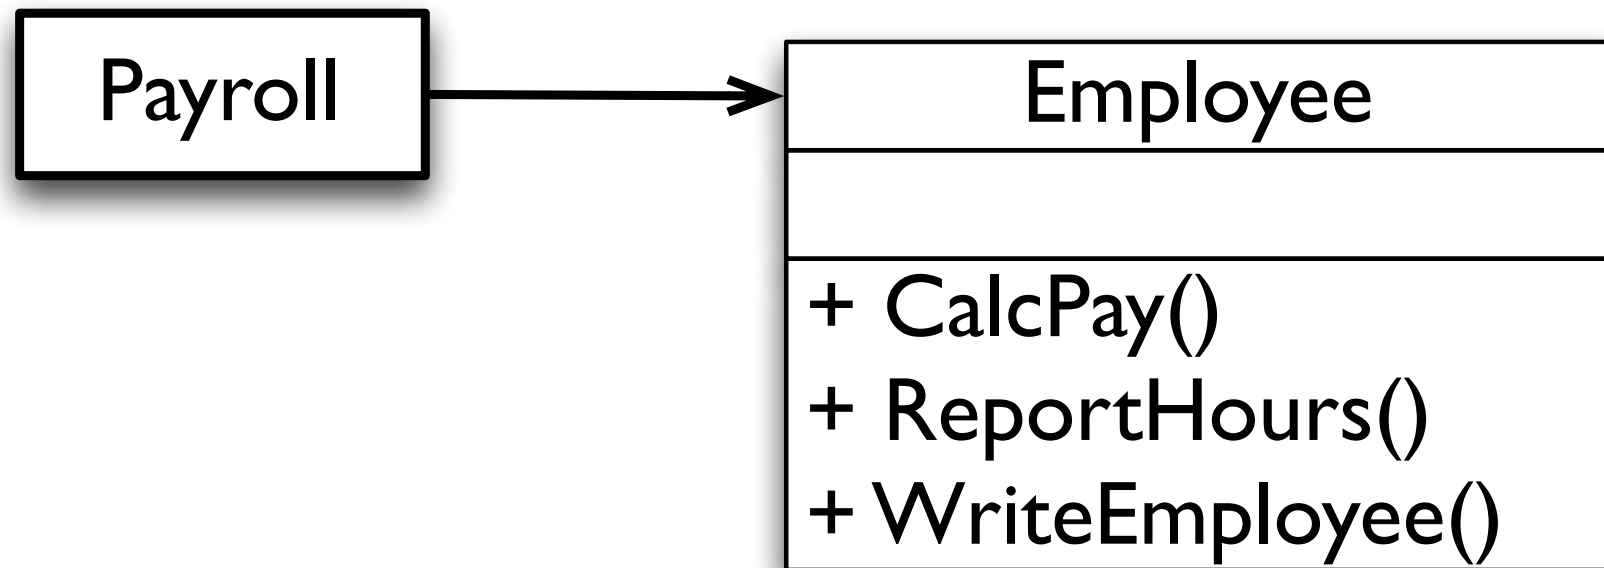 Payroll
Employee
+ CalcPay()
+ ReportHours()
+ WriteEmployee()